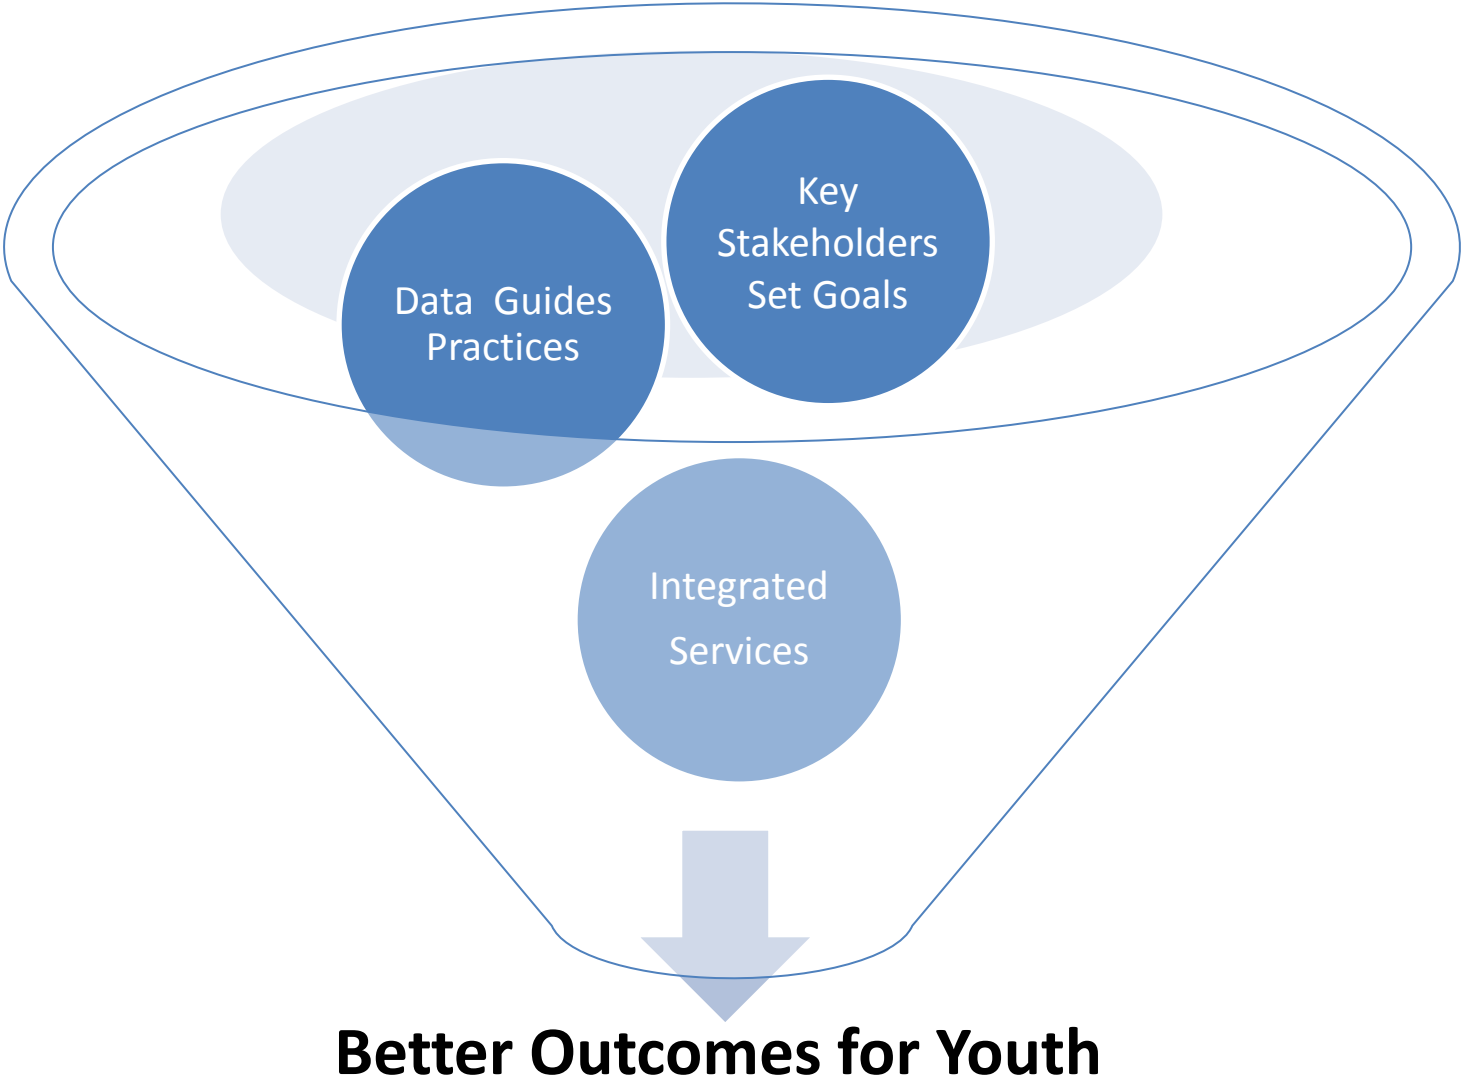 Key
Stakeholders
Set Goals
Data  Guides
Practices
Integrated
Services
Better Outcomes for Youth